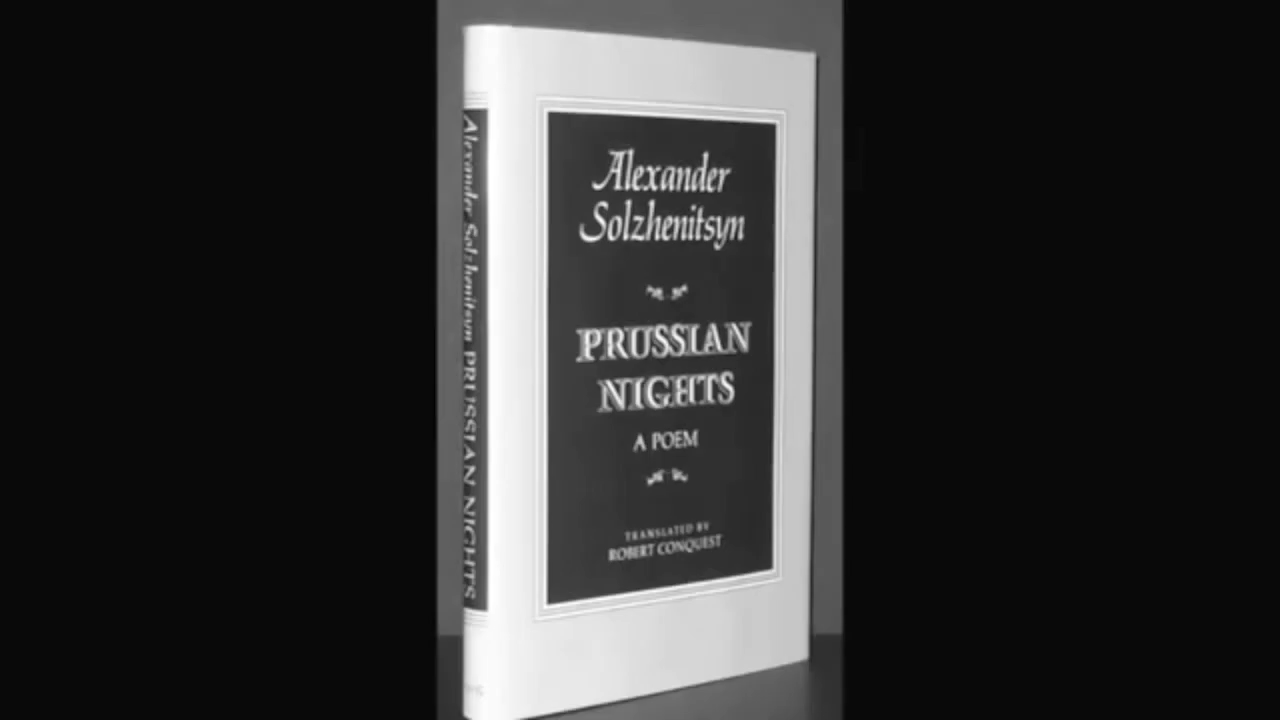 Alexander Solzhenitsyn PRUSSIAN NIGHTS
Alexander
Solzhenitsyn
PRUSSIAN
NIGHTS
A POEM
TRANSLATED BY
ROBERT CONQUEST